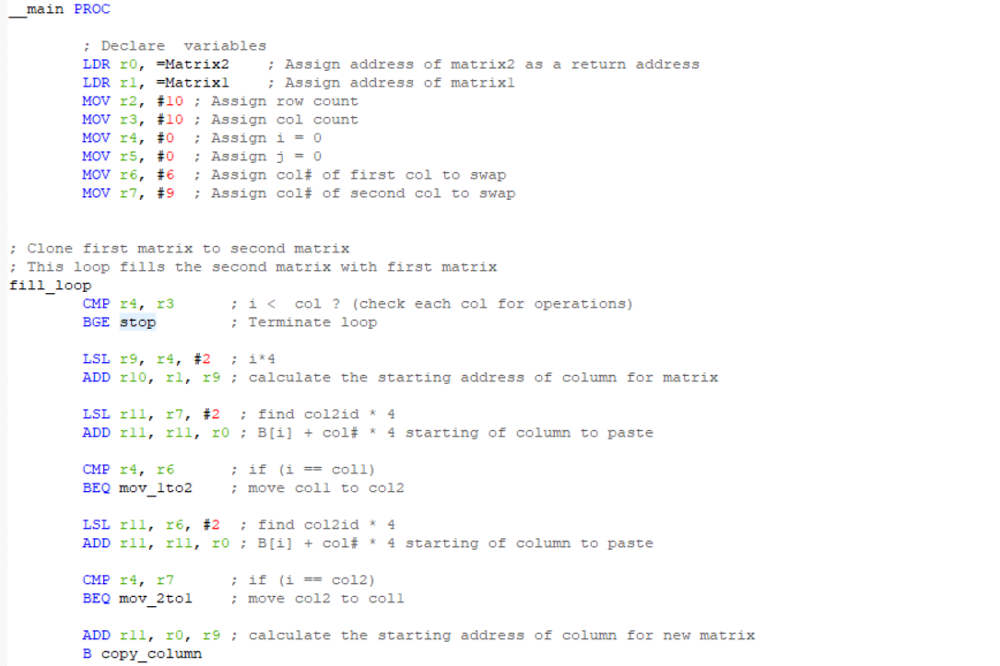 __main PROC
; Declare variables
LDR r0, =Matrix2 ; Assign address of matrix2 as a return address
LDR r1, =Matrix1 ; Assign address of matrix1
MOV r2, #10 ; Assign row count
MOV r3, #10 ; Assign col count
MOV r4, #0 ; Assign i = 0
MOV r5, #0 ; Assign j = 0
MOV r6, #6 ; Assign col# of first col to swap
MOV r7, #9 ; Assign col# of second col to swap
; Clone first matrix to second matrix
; This loop fills the second matrix with first matrix
fill_loop
CMP r4, r3 ; i < col ? (check each col for operations)
BGE stop ; Terminate loop
LSL r9, r4, #2 ; i*4
ADD r10, r1, r9 ; calculate the starting address of column for matrix
LSL r11, r7, #2 ; find col2id * 4
ADD r11, r11, r0 ; B[i] + col# * 4 starting of column to paste
CMP r4, r6 ; if (i == col1)
BEQ mov_1to2 ; move col1 to col2
LSL r11, r6, #2 ; find col2id * 4
ADD r11, r11, r0 ; B[i] + col# * 4 starting of column to paste
CMP r4, r7 ; if (i == col2)
BEQ mov_2to1 ; move col2 to col1
ADD r11, r0, r9 ; calculate the starting address of column for new matrix
B copy_column